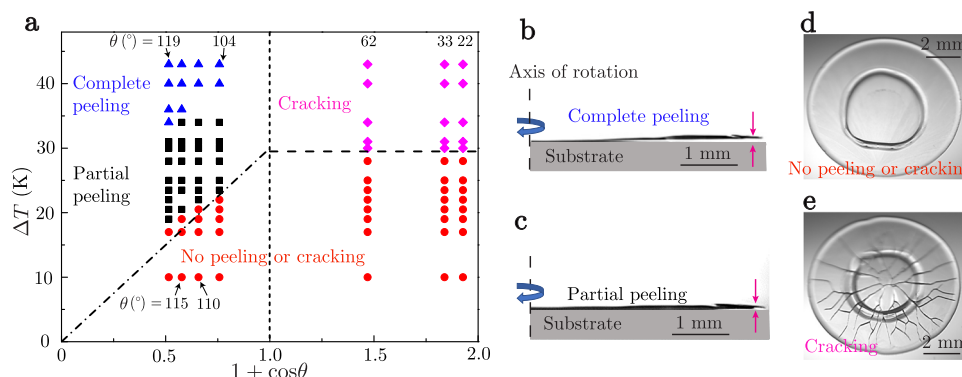 a
θ (°) = 119
104
62
33 22
Complete
peeling
Cracking
Partial
peeling
No peeling or cracking
θ (°) = 115
110
40
30
20
10
0
ΔT (K)
0
0.5
1.0
1.5
2.0
1 + cosθ
b
Axis of rotation
Complete peeling
Substrate
1 mm
c
Partial peeling
Substrate
1 mm
d
2 mm
No peeling or cracking
e
2 mm
Cracking